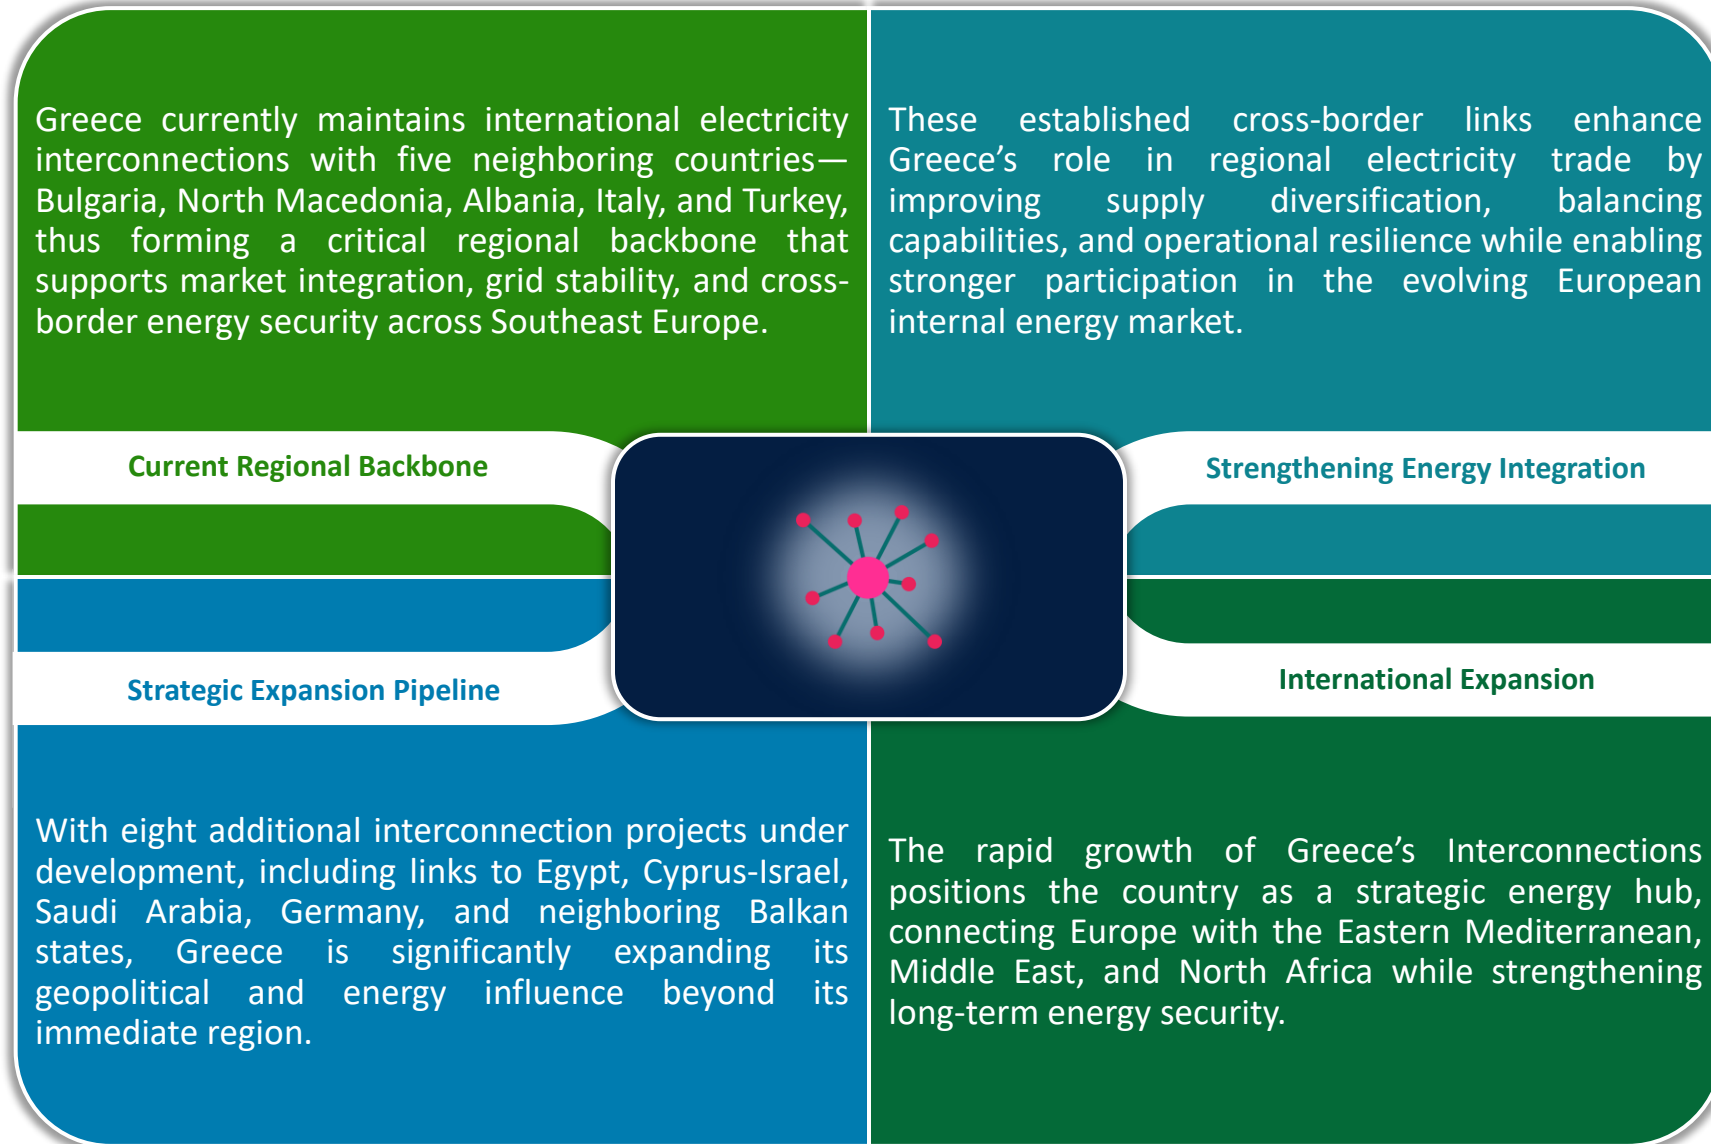 Greece currently maintains international electricity
interconnections with five neighboring countries—
Bulgaria, North Macedonia, Albania, Italy, and Turkey,
thus forming a critical regional backbone that
supports market integration, grid stability, and cross-
border energy security across Southeast Europe.
Current Regional Backbone
These established cross-border links enhance
Greece’s role in regional electricity trade by
improving supply diversification, balancing
capabilities, and operational resilience while enabling
stronger participation in the evolving European
internal energy market.
Strengthening Energy Integration
Strategic Expansion Pipeline
With eight additional interconnection projects under
development, including links to Egypt, Cyprus-Israel,
Saudi Arabia, Germany, and neighboring Balkan
states, Greece is significantly expanding its
geopolitical and energy influence beyond its
immediate region.
International Expansion
The rapid growth of Greece’s Interconnections
positions the country as a strategic energy hub,
connecting Europe with the Eastern Mediterranean,
Middle East, and North Africa while strengthening
long-term energy security.